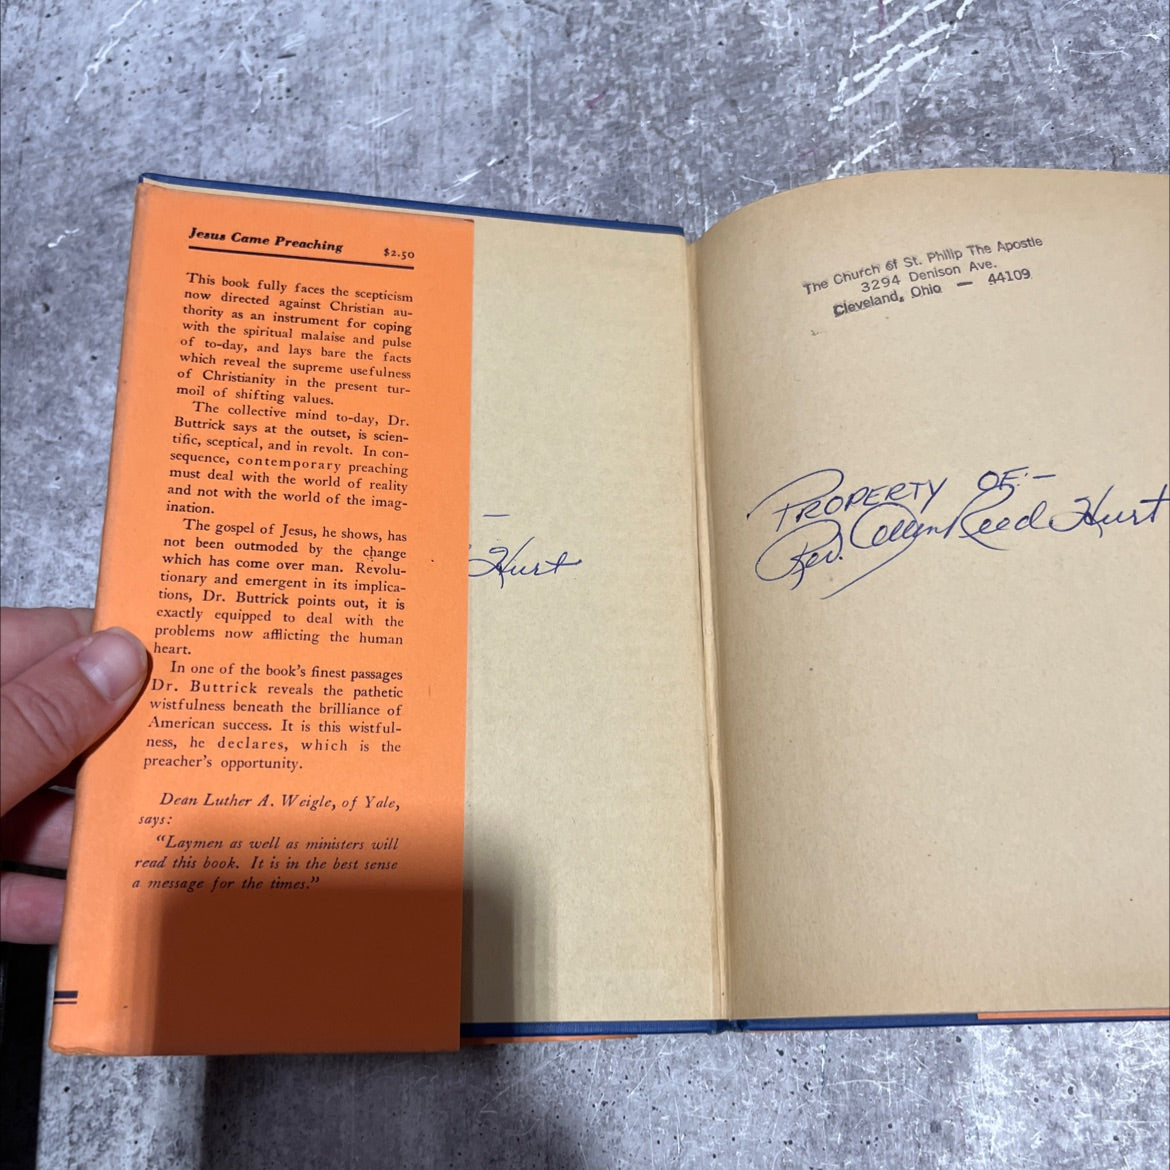 Jesus Came Preaching $2.50
This book fully faces the scepticism
now directed against Christian au-
thority as an instrument for coping
with the spiritual malaise and pulse
of to-day, and lays bare the facts
which reveal the supreme usefulness
of Christianity in the present tur-
moil of shifting values.
The collective mind to-day, Dr.
Buttrick says at the outset, is scien-
tific, sceptical, and in revolt. In con-
sequence, contemporary preaching
must deal with the world of reality
and not with the world of the imag-
ination.
The gospel of Jesus, he shows, has
not been outmoded by the change
which has come over man. Revolu-
tionary and emergent in its implica-
tions, Dr. Buttrick points out, it is
exactly equipped to deal with the
problems now afflicting the human
heart.
In one of the book's finest passages
Dr. Buttrick reveals the pathetic
wistfulness beneath the brilliance of
American success. It is this wistful-
ness, he declares, which is the
preacher's opportunity.
Dean Luther A. Weigle, of Yale,
says:
"Laymen as well as ministers will
read this book. It is in the best sense
a message for the times."
Hurt
The Church of St. Philip The Apostle
3294 Denison Ave.
Cleveland, Ohio — 44109
PROPERTY OF:-
Rev. Allen Reed Hurt